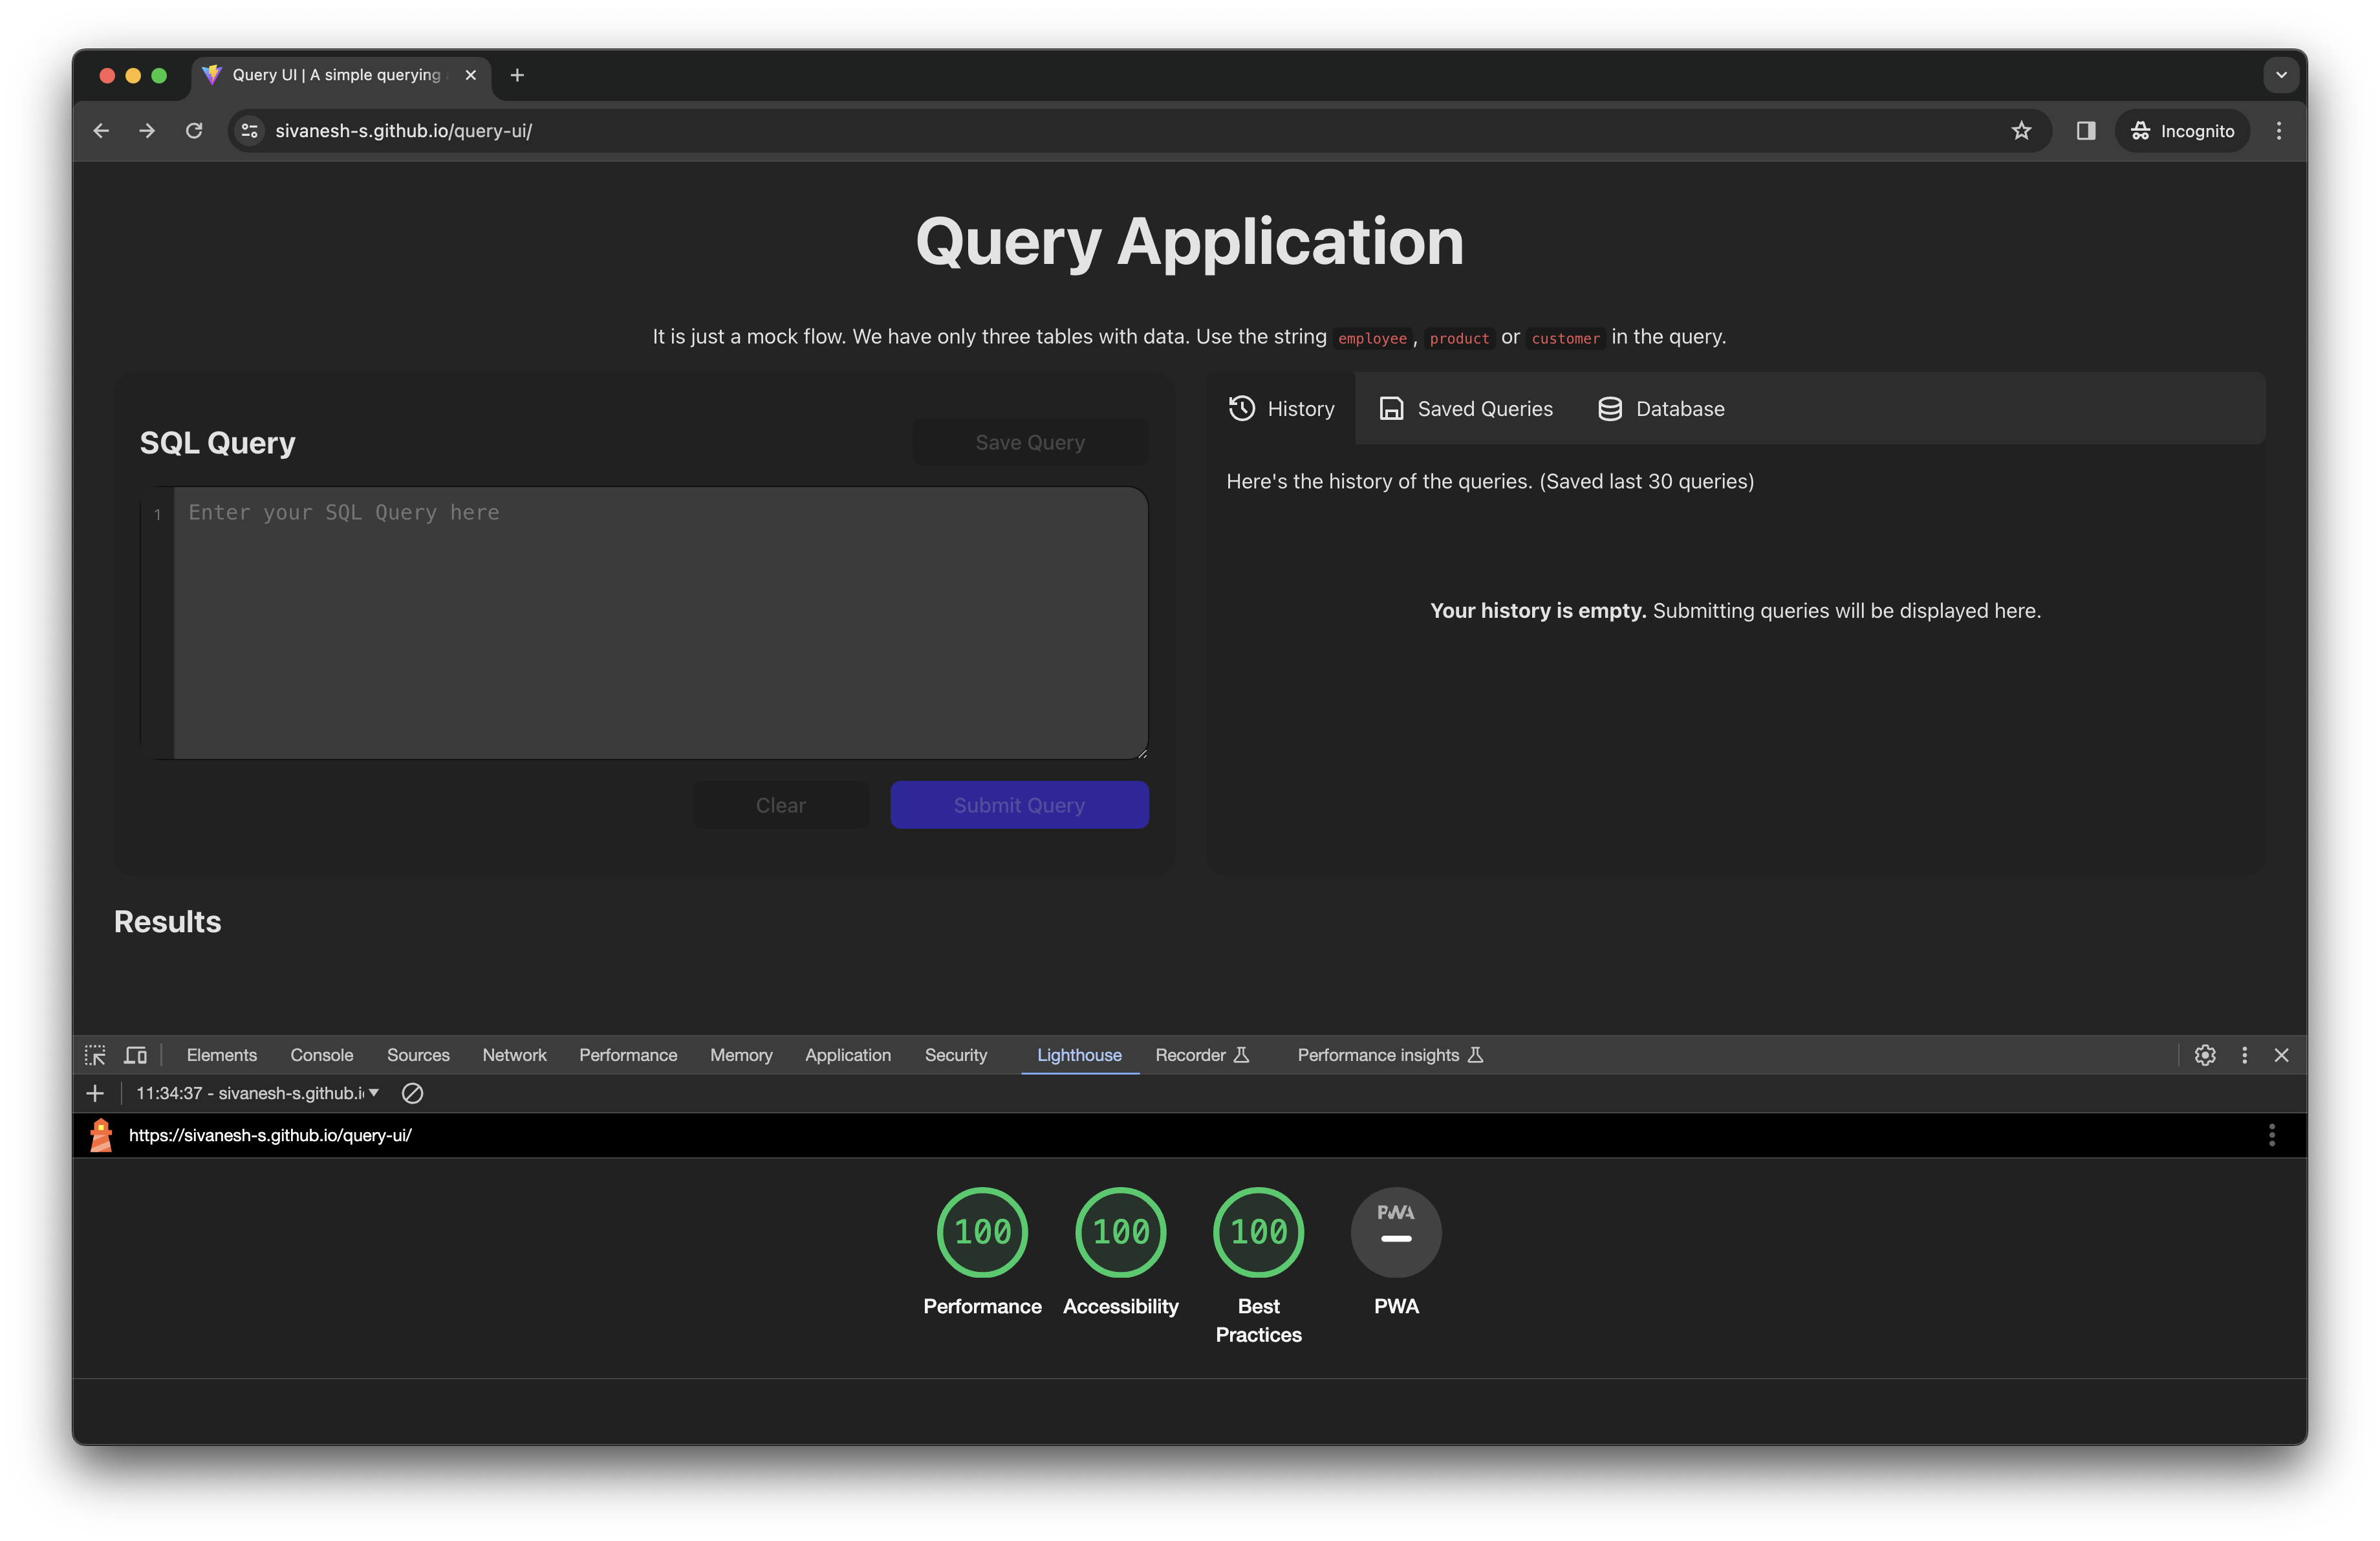 Query UI | A simple querying
sivanesh-s.github.io/query-ui/
Incognito
Query Application
It is just a mock flow. We have only three tables with data. Use the string employee, product or customer in the query.
SQL Query
Save Query
1
Enter your SQL Query here
Clear
Submit Query
History
Saved Queries
Database
Here's the history of the queries. (Saved last 30 queries)
Your history is empty. Submitting queries will be displayed here.
Results
Elements Console Sources Network Performance Memory Application Security Lighthouse Recorder Performance insights
11:34:37 - sivanesh-s.github.i
https://sivanesh-s.github.io/query-ui/
100 100 100 PWA
Performance Accessibility Best Practices PWA